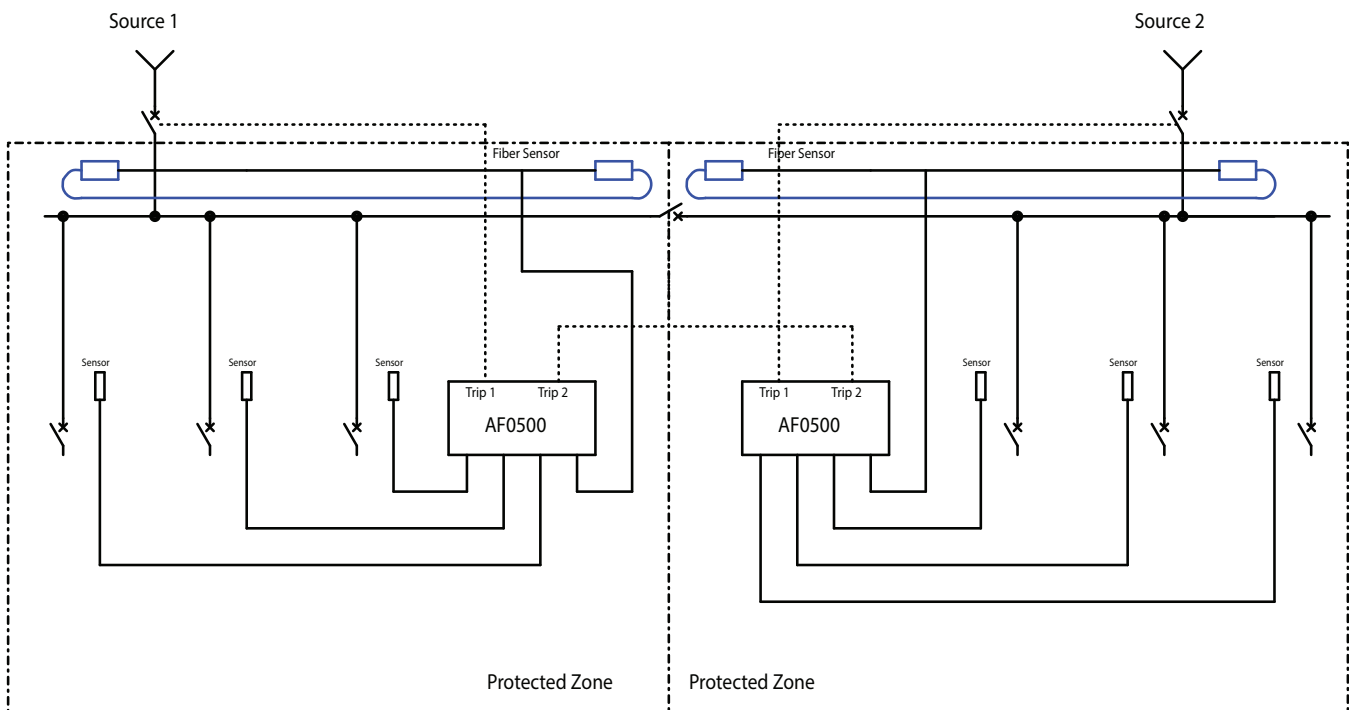 Source 1
Source 2
Fiber Sensor
Fiber Sensor
Sensor
Sensor
Sensor
Sensor
Sensor
Sensor
Trip 1
Trip 2
AF0500
Trip 1
Trip 2
AF0500
Protected Zone
Protected Zone